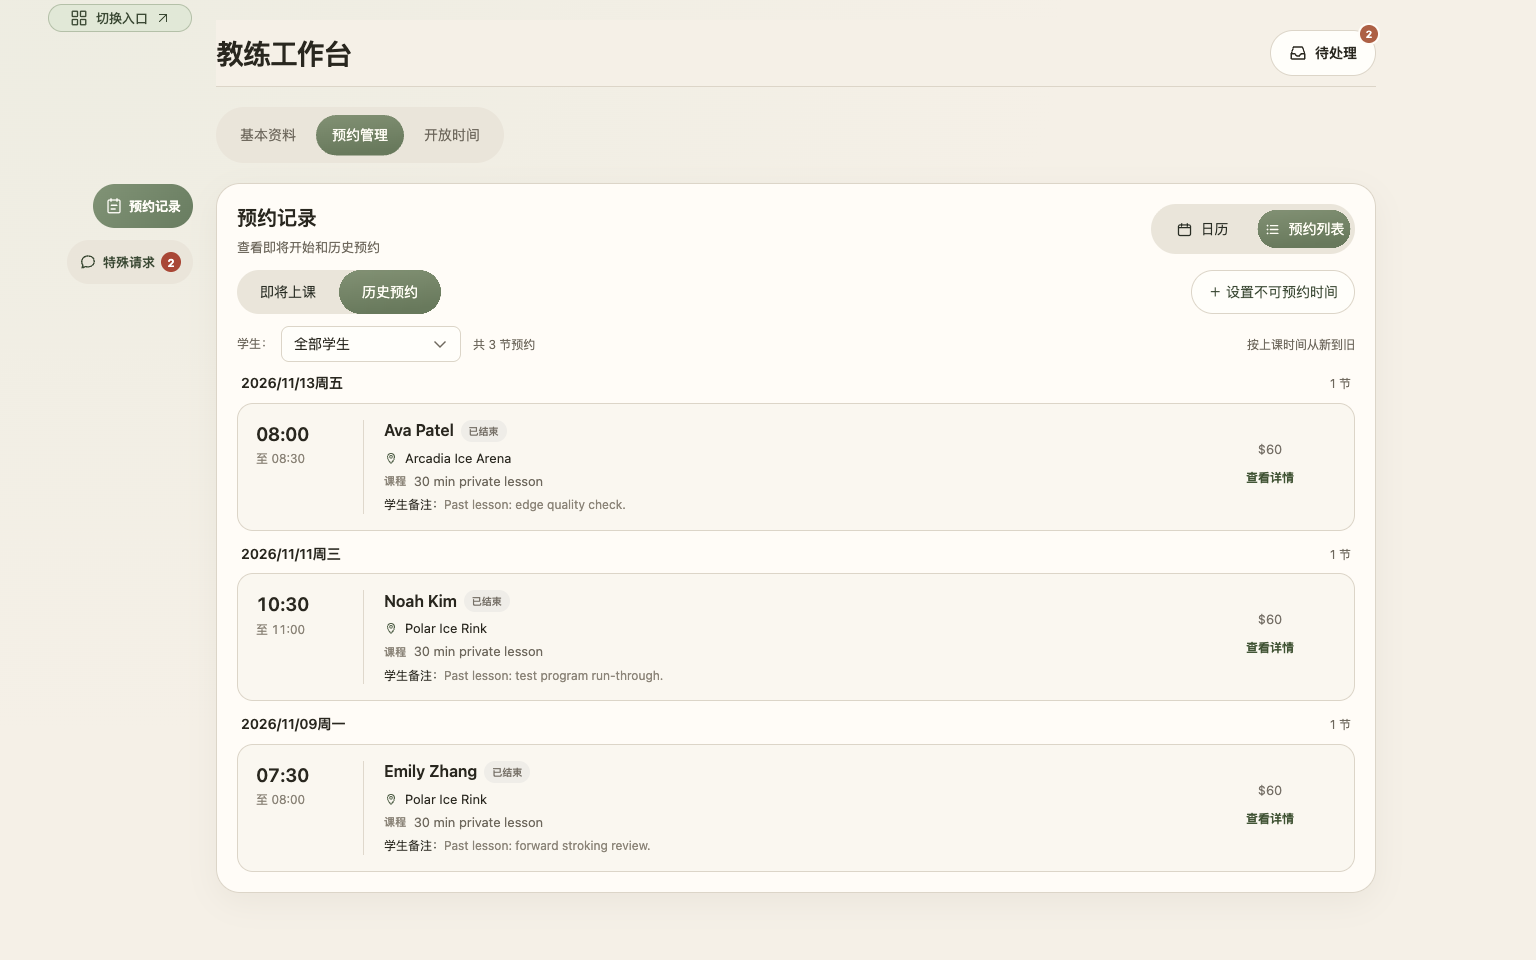 切换入口
教练工作台
待处理
2
基本资料
预约管理
开放时间
预约记录
特殊请求 2
预约记录
查看即将开始和历史预约
日历
预约列表
即将上课
历史预约
+ 设置不可预约时间
学生：
全部学生
共 3 节预约
按上课时间从新到旧
2026/11/13周五
1 节
08:00
至 08:30
Ava Patel
已结束
Arcadia Ice Arena
课程 30 min private lesson
学生备注：Past lesson: edge quality check.
$60
查看详情
2026/11/11周三
1 节
10:30
至 11:00
Noah Kim
已结束
Polar Ice Rink
课程 30 min private lesson
学生备注：Past lesson: test program run-through.
$60
查看详情
2026/11/09周一
1 节
07:30
至 08:00
Emily Zhang
已结束
Polar Ice Rink
课程 30 min private lesson
学生备注：Past lesson: forward stroking review.
$60
查看详情